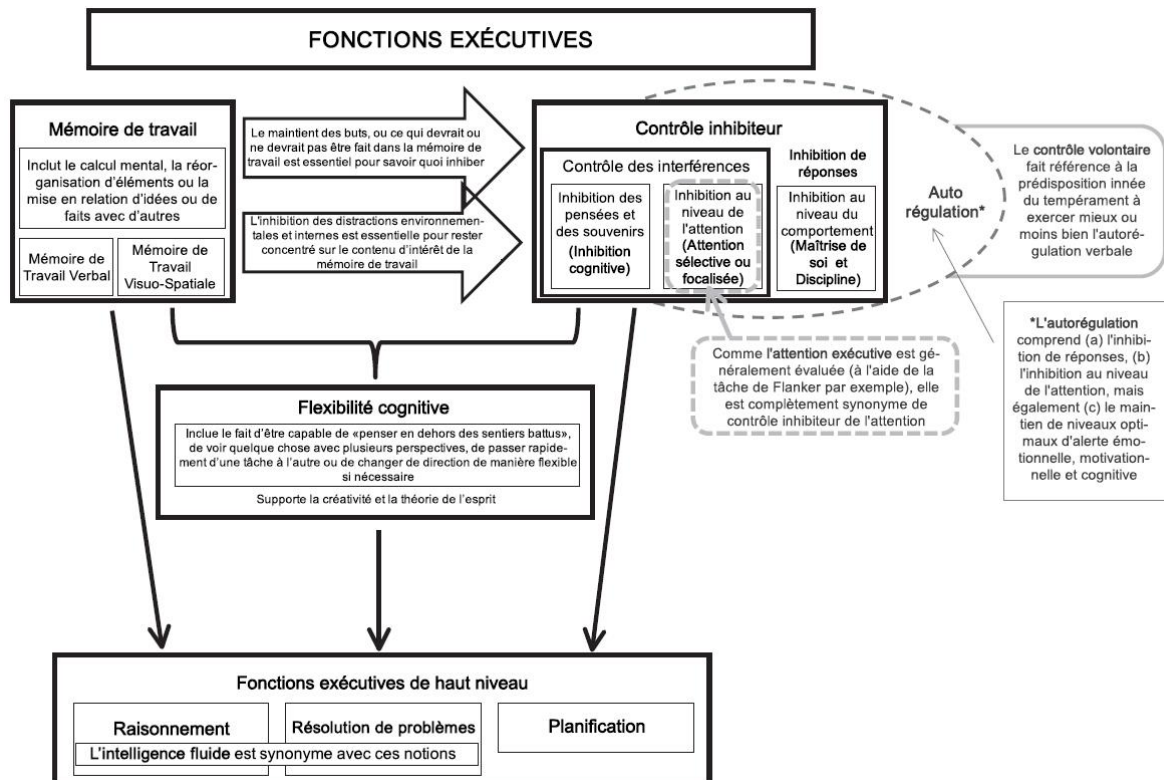 FONCTIONS EXÉCUTIVES
Mémoire de travail
Inclut le calcul mental, la réor-
ganisation d'éléments ou la
mise en relation d'idées ou de
faits avec d'autres
Mémoire de
Travail Verbal
Mémoire de
Travail
Visuo-Spatiale
Le maintient des buts, ou ce qui devrait ou
ne devrait pas être fait dans la mémoire de
travail est essentiel pour savoir quoi inhiber
L'inhibition des distractions environnemen-
tales et internes est essentielle pour rester
concentré sur le contenu d'intérêt de la
mémoire de travail
Contrôle inhibiteur
Contrôle des interférences
Inhibition des
pensées et
des souvenirs
(Inhibition
cognitive)
Inhibition au
niveau de
l'attention
(Attention
sélective ou
focalisée)
Inhibition de
réponses
Inhibition au
niveau du
comportement
(Maîtrise de
soi et
Discipline)
Auto
régulation*
Le contrôle volontaire
fait référence à la
prédisposition innée
du tempérament à
exercer mieux ou
moins bien l'autoré-
gulation verbale
*L'autorégulation
comprend (a) l'inhibi-
tion de réponses, (b)
l'inhibition au niveau
de l'attention, mais
également (c) le main-
tien de niveaux opti-
maux d'alerte émo-
tionnelle, motivation-
nelle et cognitive
Comme l'attention exécutive est gé-
néralement évaluée (à l'aide de la
tâche de Flanker par exemple), elle
est complètement synonyme de
contrôle inhibiteur de l'attention
Flexibilité cognitive
Inclue le fait d'être capable de «penser en dehors des sentiers battus»,
de voir quelque chose avec plusieurs perspectives, de passer rapide-
ment d'une tâche à l'autre ou de changer de direction de manière flexible
si nécessaire
Supporte la créativité et la théorie de l'esprit
Fonctions exécutives de haut niveau
Raisonnement
Résolution de problèmes
Planification
L'intelligence fluide est synonyme avec ces notions